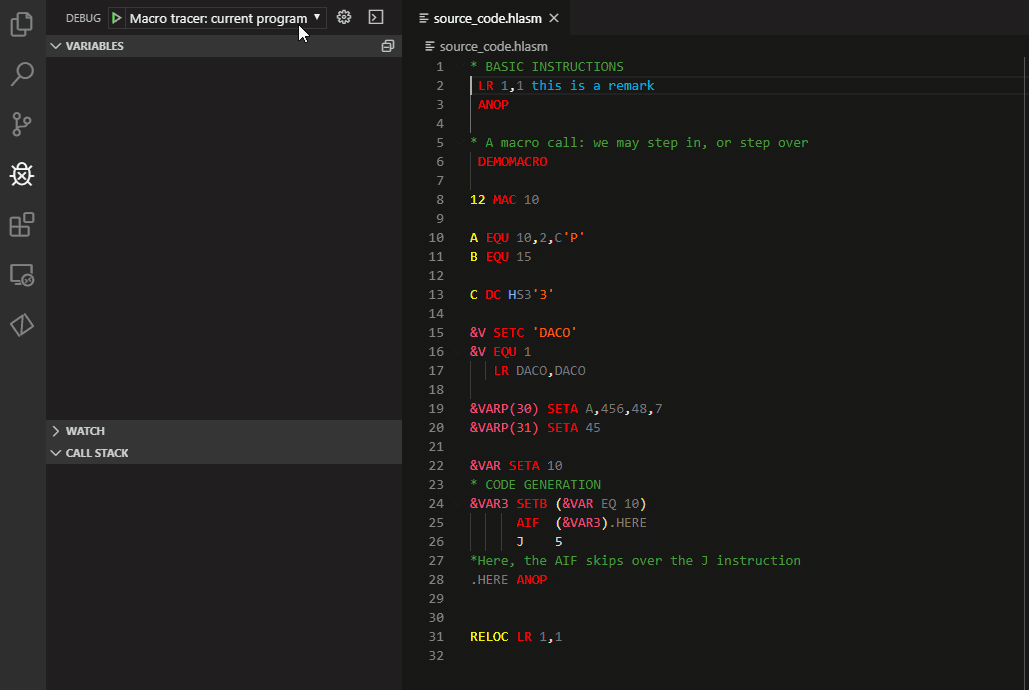 DEBUG Macro tracer: current program
VARIABLES
WATCH
CALL STACK
source_code.hlasm
source_code.hlasm
1 * BASIC INSTRUCTIONS
2 LR 1,1 this is a remark
3 ANOP
4
5 * A macro call: we may step in, or step over
6 DEMOMACRO
7
8 12 MAC 10
9
10 A EQU 10,2,C'P'
11 B EQU 15
12
13 C DC HS3'3'
14
15 &V SETC 'DACO'
16 &V EQU 1
17 LR DACO,DACO
18
19 &VARP(30) SETA A,456,48,7
20 &VARP(31) SETA 45
21
22 &VAR SETA 10
23 * CODE GENERATION
24 &VAR3 SETB (&VAR EQ 10)
25 AIF (&VAR3).HERE
26 J 5
27 *Here, the AIF skips over the J instruction
28 .HERE ANOP
29
30
31 RELOC LR 1,1
32